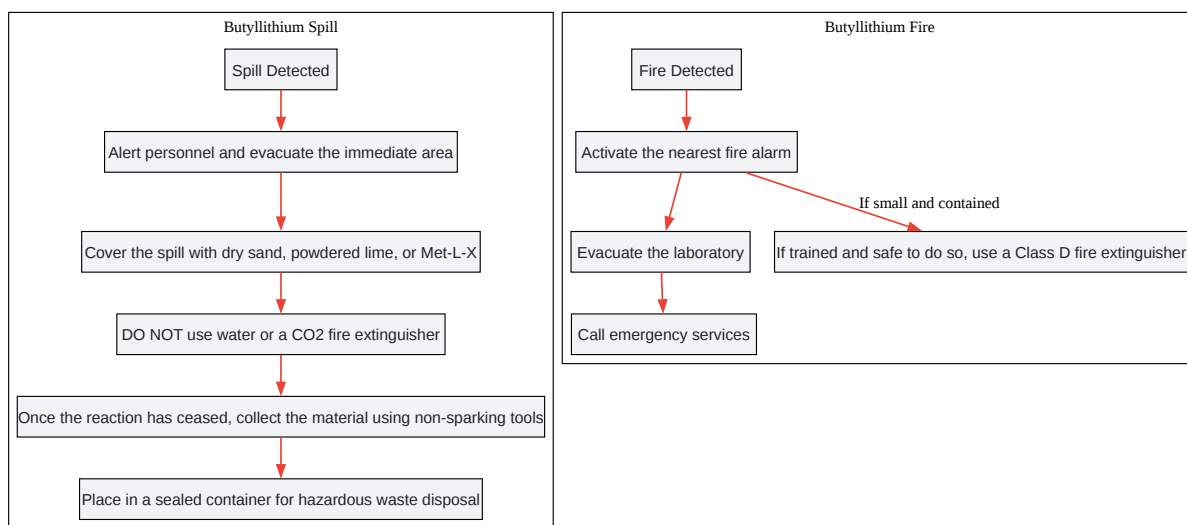 Butyllithium Spill
Spill Detected
Alert personnel and evacuate the immediate area
Cover the spill with dry sand, powdered lime, or Met-L-X
DO NOT use water or a CO2 fire extinguisher
Once the reaction has ceased, collect the material using non-sparking tools
Place in a sealed container for hazardous waste disposal
Butyllithium Fire
Fire Detected
Activate the nearest fire alarm
If small and contained
Evacuate the laboratory
If trained and safe to do so, use a Class D fire extinguisher
Call emergency services